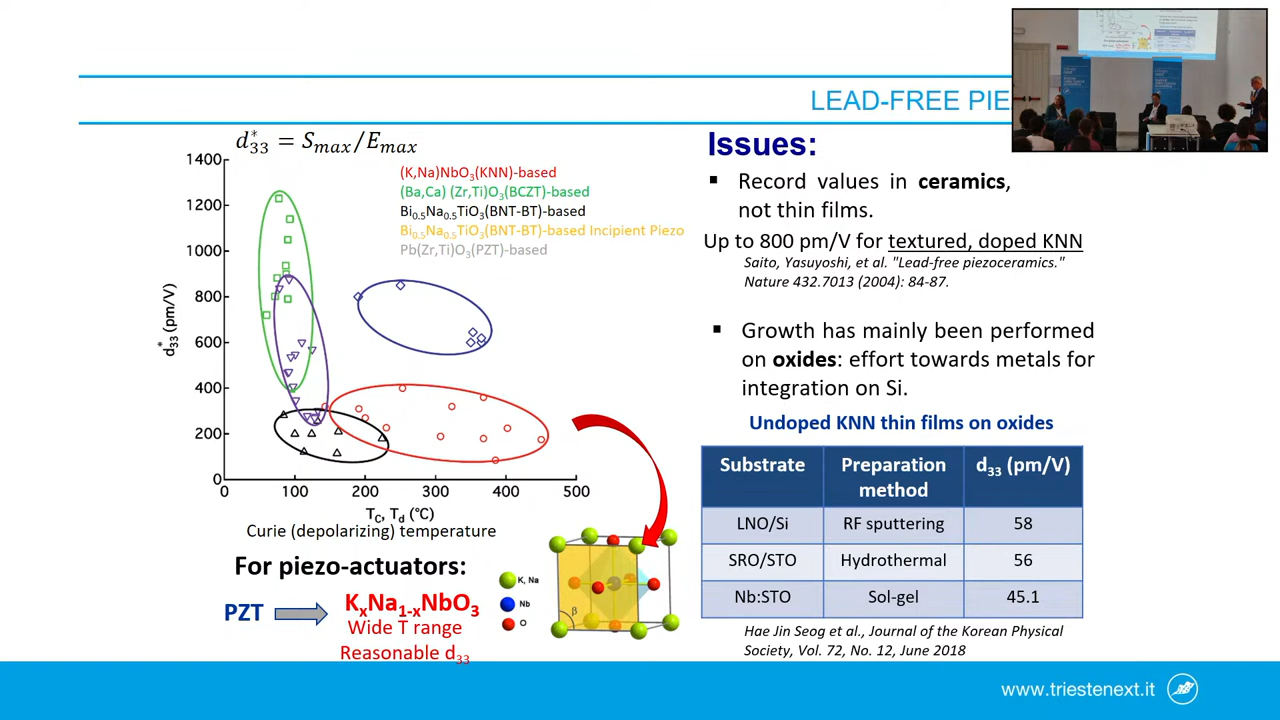 LEAD-FREE PIE
d*33 = Smax/Emax
1400
1200
1000
800
600
400
200
0
d*33 (pm/V)
(K,Na)NbO3(KNN)-based
(Ba,Ca) (Zr,Ti)O3(BCZT)-based
Bi0.5Na0.5TiO3(BNT-BT)-based
Bi0.5Na0.5TiO3(BNT-BT)-based Incipient Piezo
Pb(Zr,Ti)O3(PZT)-based
0 100 200 300 400 500
TC, Td (℃)
Curie (depolarizing) temperature
For piezo-actuators:
PZT
KxNa1-xNbO3
Wide T range
Reasonable d33
K, Na
Nb
O
β
Issues:
▪ Record values in ceramics,
not thin films.
Up to 800 pm/V for textured, doped KNN
Saito, Yasuyoshi, et al. "Lead-free piezoceramics."
Nature 432.7013 (2004): 84-87.
▪ Growth has mainly been performed
on oxides: effort towards metals for
integration on Si.
Undoped KNN thin films on oxides
Substrate Preparation method d33 (pm/V)
LNO/Si RF sputtering 58
SRO/STO Hydrothermal 56
Nb:STO Sol-gel 45.1
Hae Jin Seog et al., Journal of the Korean Physical
Society, Vol. 72, No. 12, June 2018
www.triestenext.it